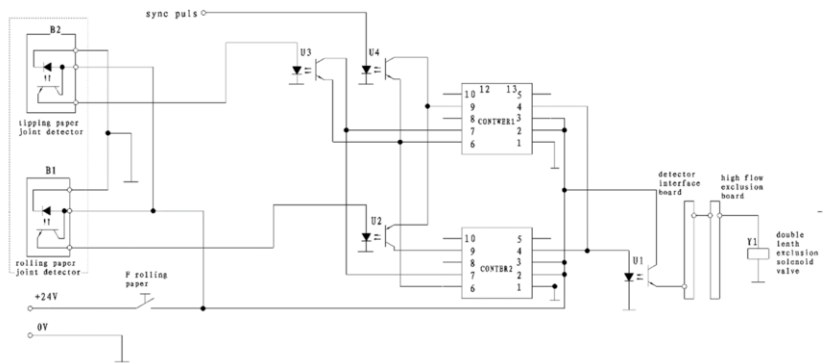 sync puls
B2
U3
U4
tipping paper
joint detector
12 13
10 5
9 4
8 CONTWER1 3
7 2
6 1
B1
rolling paper
joint detector
U2
10 5
9 4
8 3
7 CONTER2 2
6 1
detector
interface
board
high flow
exclusion
board
U1
Y1
double
lenth
exclusion
solenoid
valve
F rolling
paper
+24V
0V